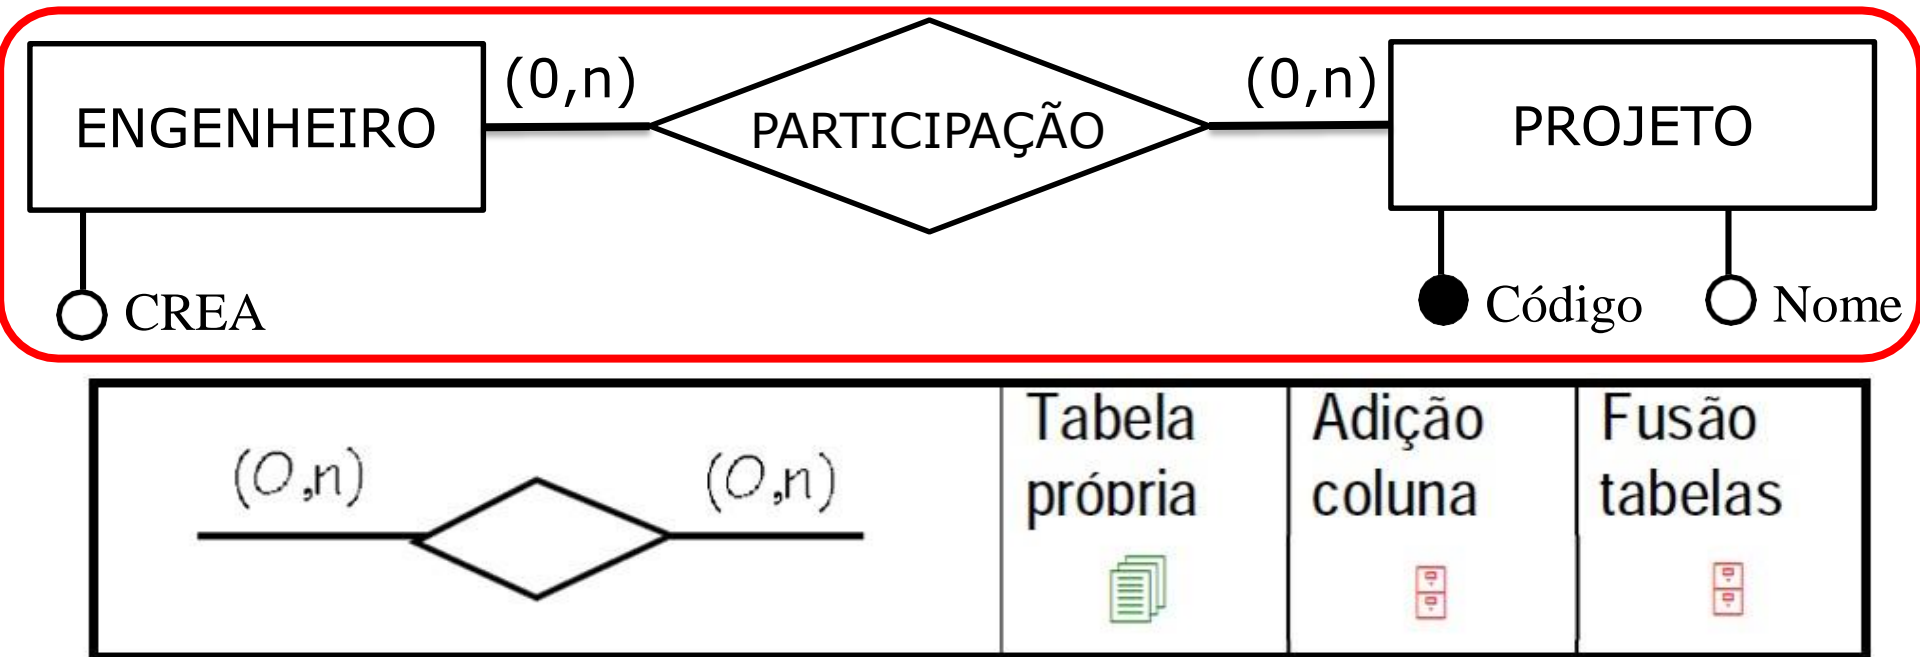 (0,n)
(0,n)
ENGENHEIRO
PARTICIPAÇÃO
PROJETO
CREA
Código
Nome
(0,n)
(0,n)
Tabela
própria
Adição
coluna
Fusão
tabelas